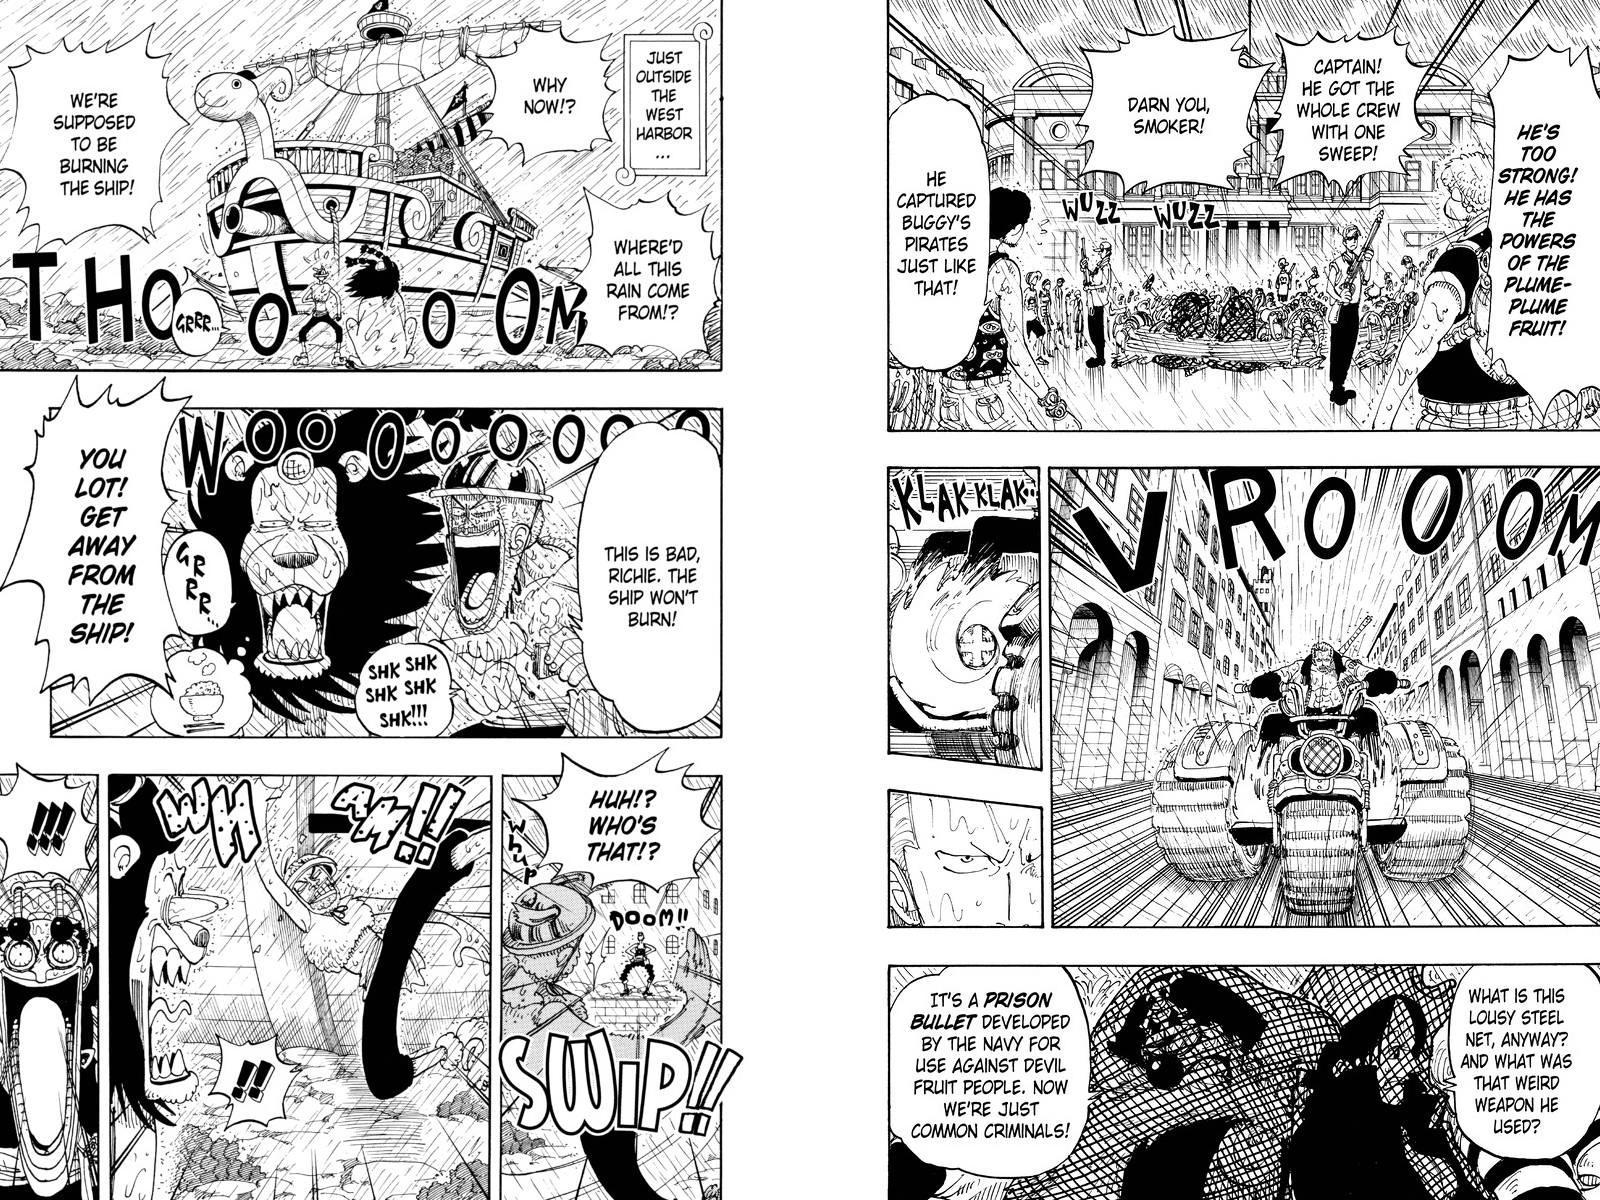 CAPTAIN!
HE GOT THE
WHOLE CREW
WITH ONE
SWEEP!
HE'S
TOO
STRONG!
HE HAS
THE
POWERS
OF THE
PLUME-
PLUME
FRUIT!
DARN YOU,
SMOKER!
WUZZ
WUZZ
HE
CAPTURED
BUGGY'S
PIRATES
JUST LIKE
THAT!
VROOOM
KLAK KLAK..
WHAT IS THIS
LOUSY STEEL
NET, ANYWAY?
AND WHAT WAS
THAT WEIRD
WEAPON HE
USED?
IT'S A PRISON
BULLET DEVELOPED
BY THE NAVY FOR
USE AGAINST DEVIL
FRUIT PEOPLE. NOW
WE'RE JUST
COMMON CRIMINALS!
JUST
OUTSIDE
THE
WEST
HARBOR
...
WHY
NOW!?
WHERE'D
ALL THIS
RAIN COME
FROM!?
WE'RE
SUPPOSED
TO BE
BURNING
THE SHIP!
THOOOOOM
GRRR...
WOOOOOOOOO
THIS IS BAD,
RICHIE. THE
SHIP WON'T
BURN!
SHK SHK
SHK SHK
SHK!!!
GRRR...
YOU
LOT!
GET
AWAY
FROM
THE
SHIP!
HUH!?
WHO'S
THAT!?
WHUP
DOOM!!
SWIP!!
WHAM!!
!!
!!!